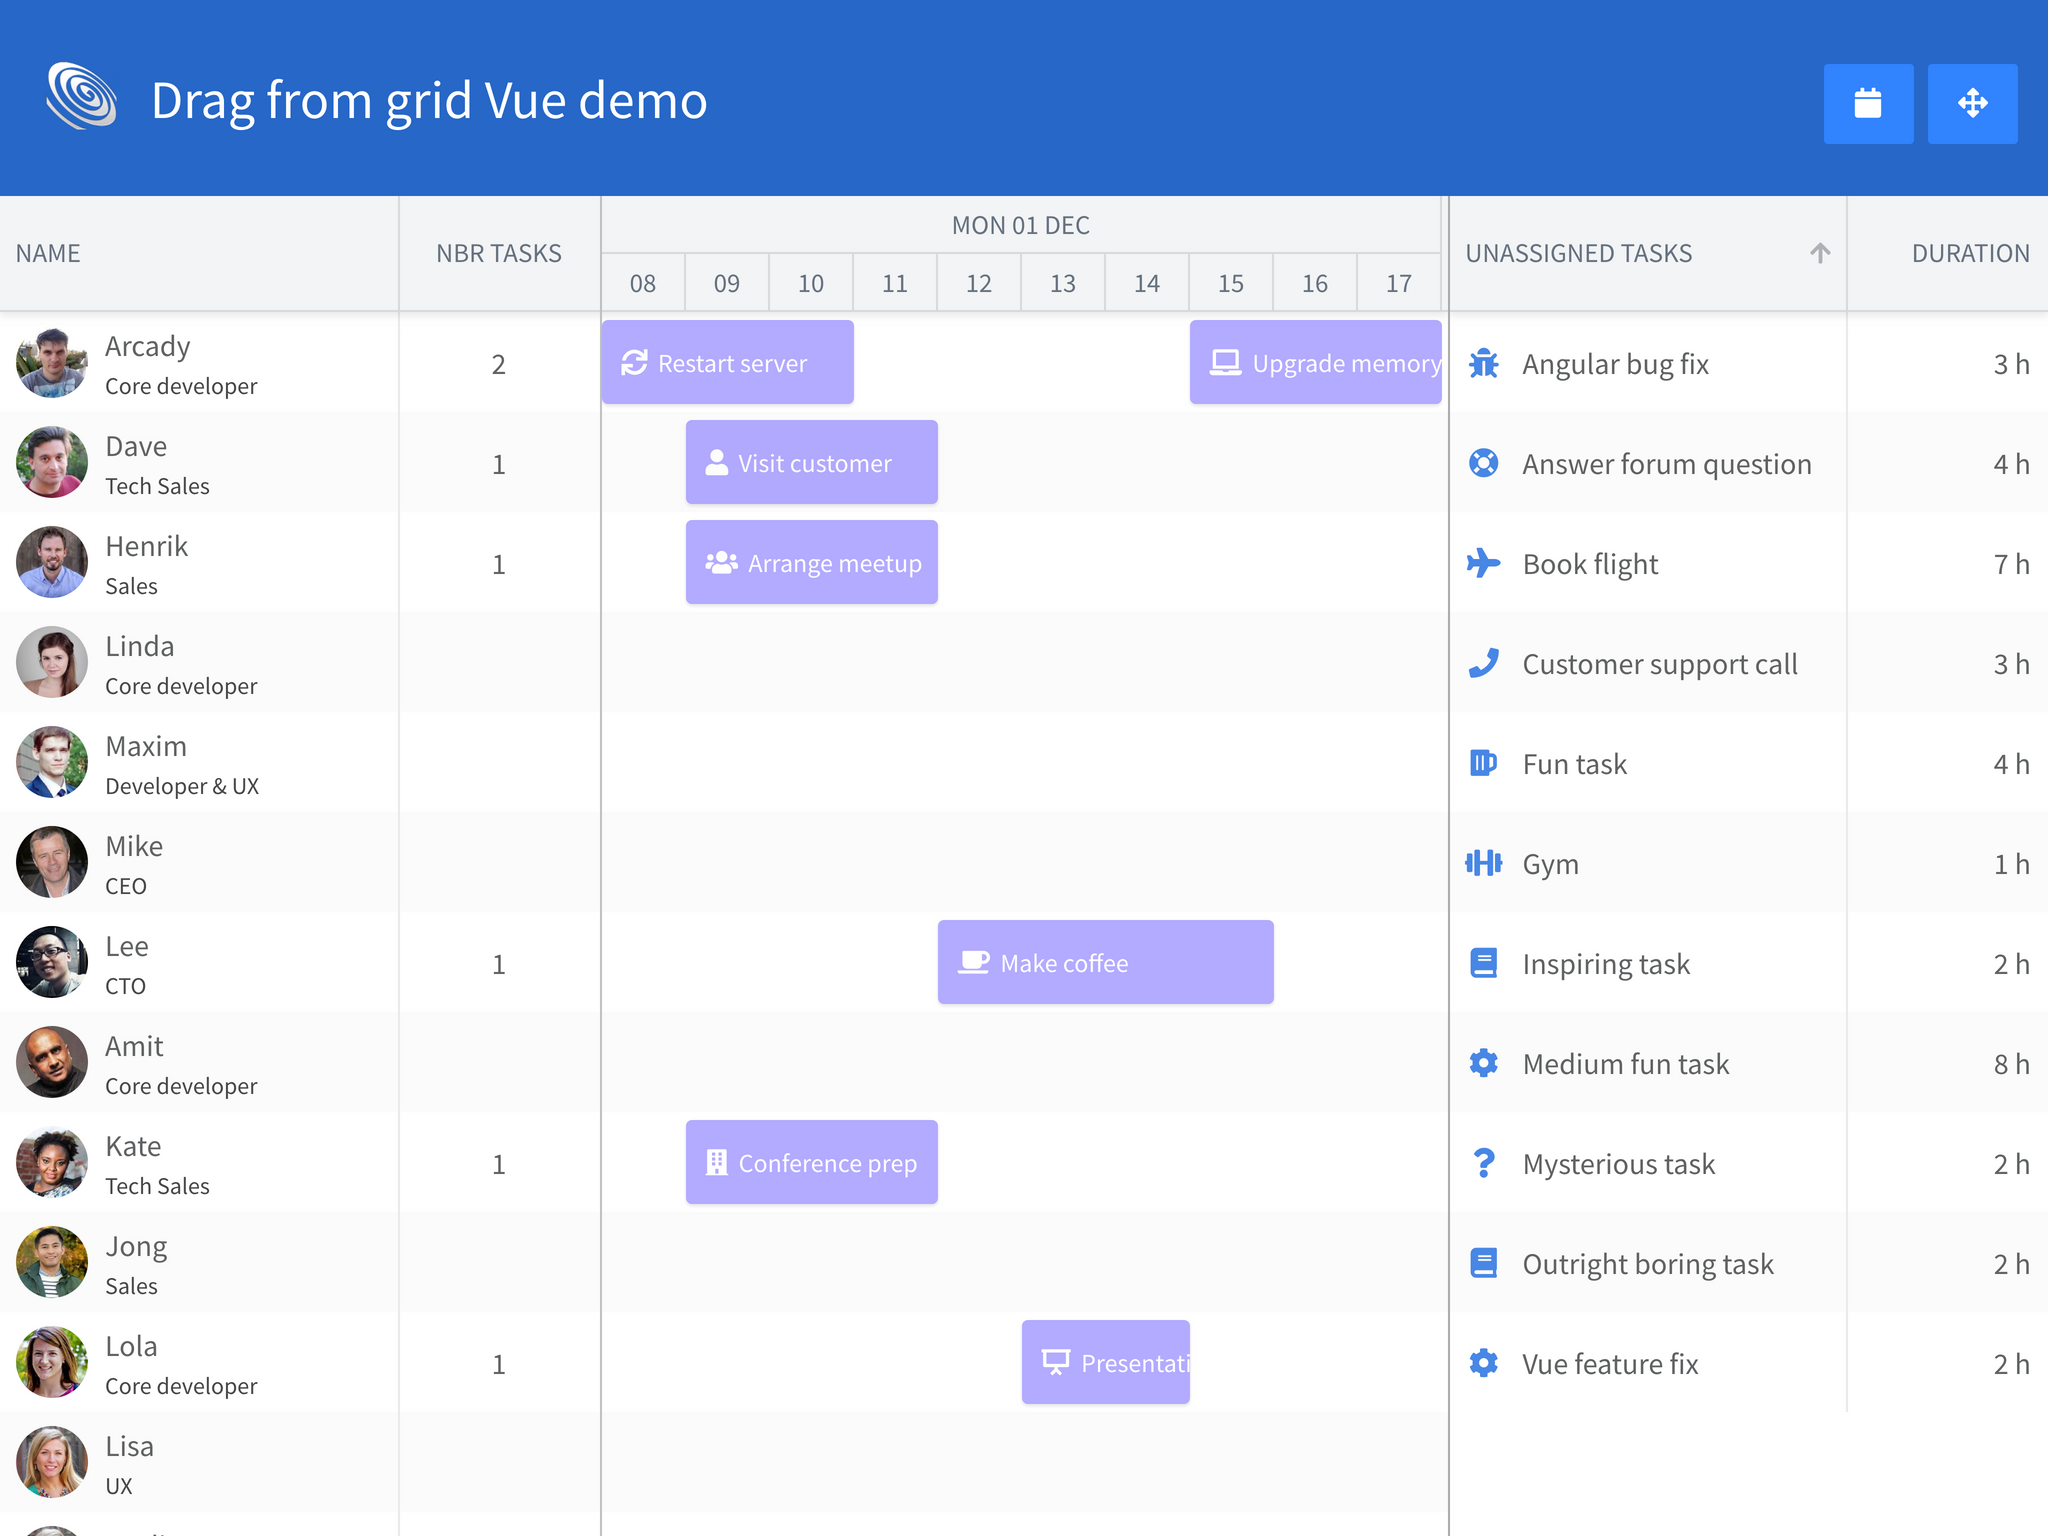 Drag from grid Vue demo
NAME
NBR TASKS
MON 01 DEC
08 09 10 11 12 13 14 15 16 17
UNASSIGNED TASKS
DURATION
Arcady
Core developer
2
Restart server
Upgrade memory
Angular bug fix
3 h
Dave
Tech Sales
1
Visit customer
Answer forum question
4 h
Henrik
Sales
1
Arrange meetup
Book flight
7 h
Linda
Core developer
Customer support call
3 h
Maxim
Developer & UX
Fun task
4 h
Mike
CEO
Gym
1 h
Lee
CTO
1
Make coffee
Inspiring task
2 h
Amit
Core developer
Medium fun task
8 h
Kate
Tech Sales
1
Conference prep
Mysterious task
2 h
Jong
Sales
Outright boring task
2 h
Lola
Core developer
1
Presentati
Vue feature fix
2 h
Lisa
UX